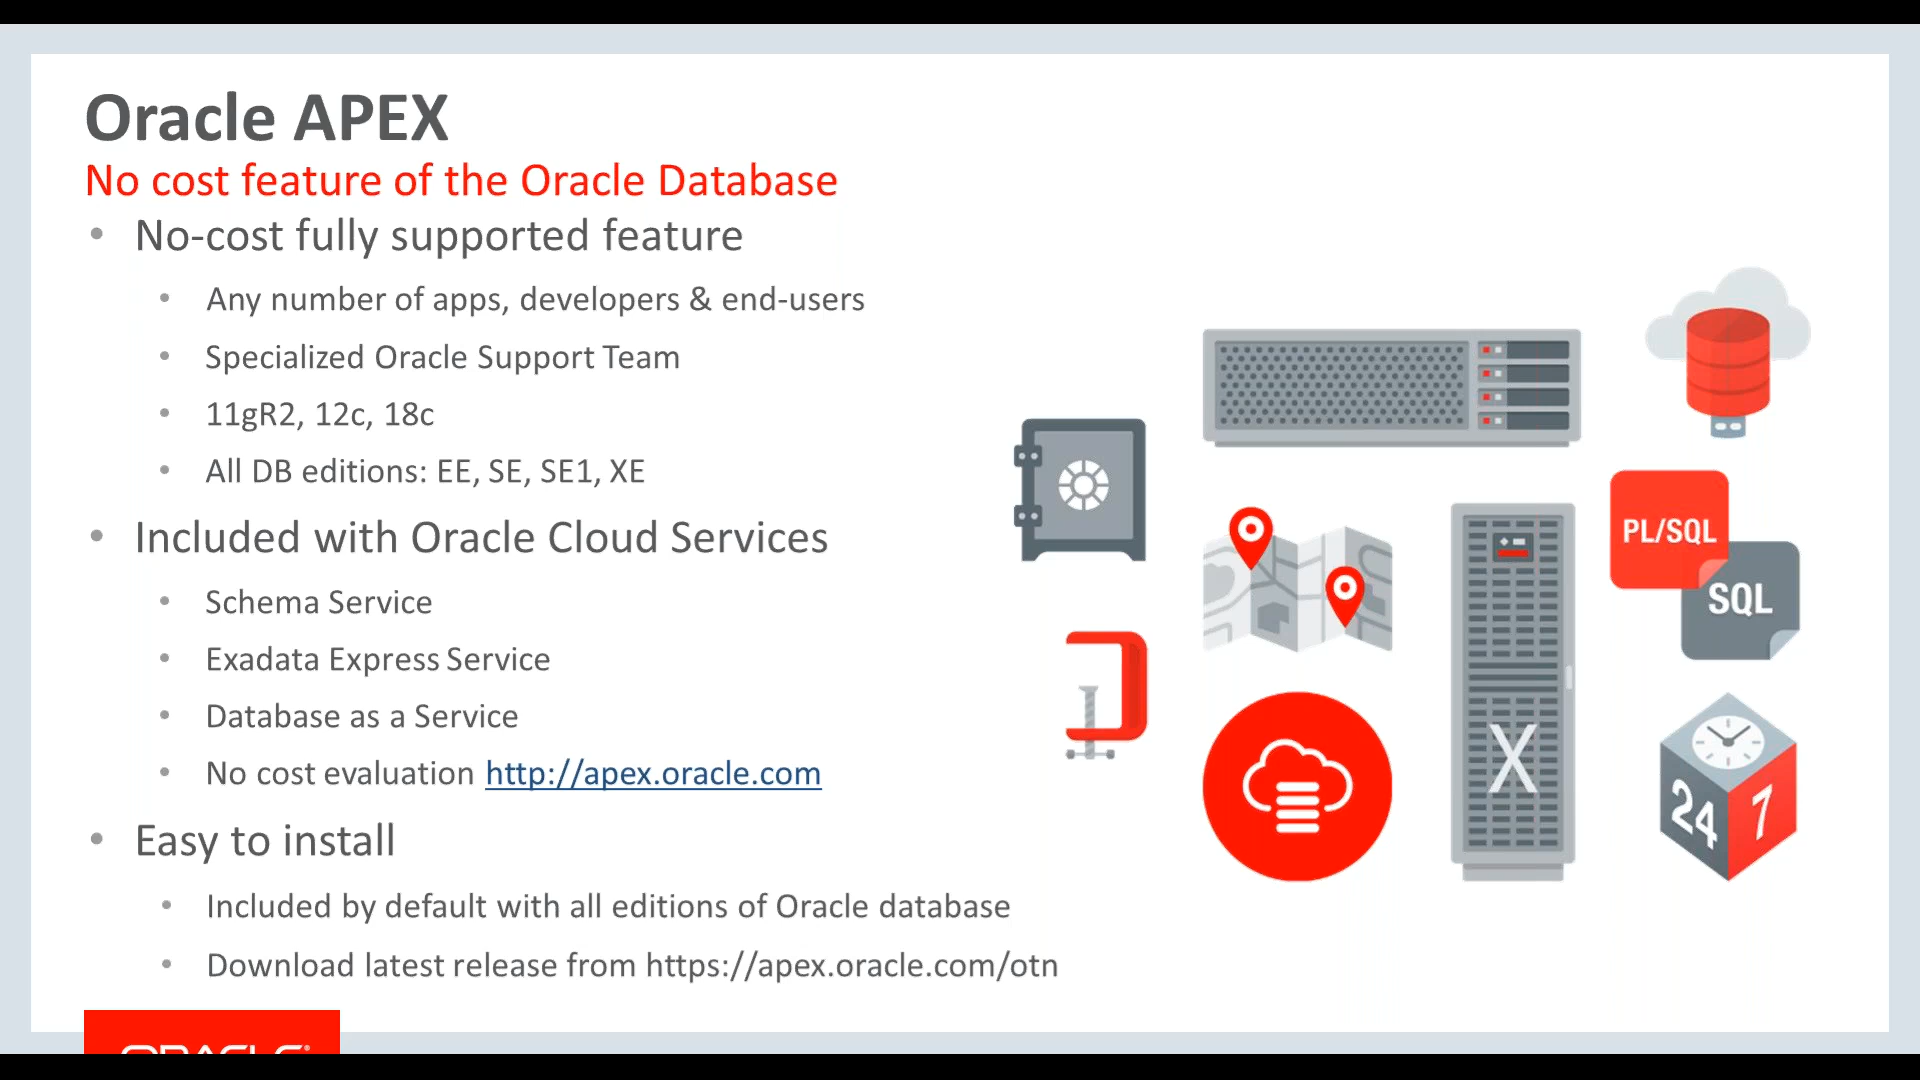 Oracle APEX
No cost feature of the Oracle Database
• No-cost fully supported feature
• Any number of apps, developers & end-users
• Specialized Oracle Support Team
• 11gR2, 12c, 18c
• All DB editions: EE, SE, SE1, XE
• Included with Oracle Cloud Services
• Schema Service
• Exadata Express Service
• Database as a Service
• No cost evaluation http://apex.oracle.com
• Easy to install
• Included by default with all editions of Oracle database
• Download latest release from https://apex.oracle.com/otn
PL/SQL
SQL
X
24 7
ORACLE®